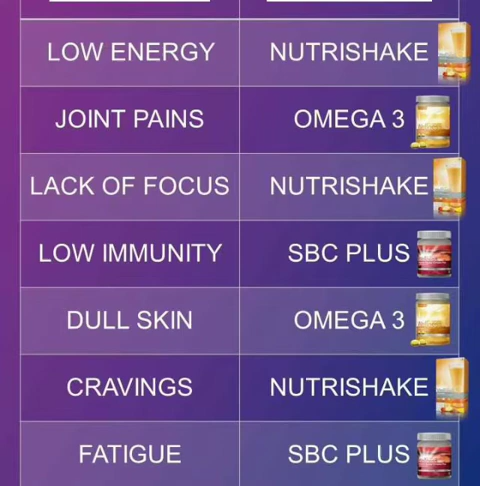 LOW ENERGY NUTRISHAKE
JOINT PAINS OMEGA 3
LACK OF FOCUS NUTRISHAKE
LOW IMMUNITY SBC PLUS
DULL SKIN OMEGA 3
CRAVINGS NUTRISHAKE
FATIGUE SBC PLUS